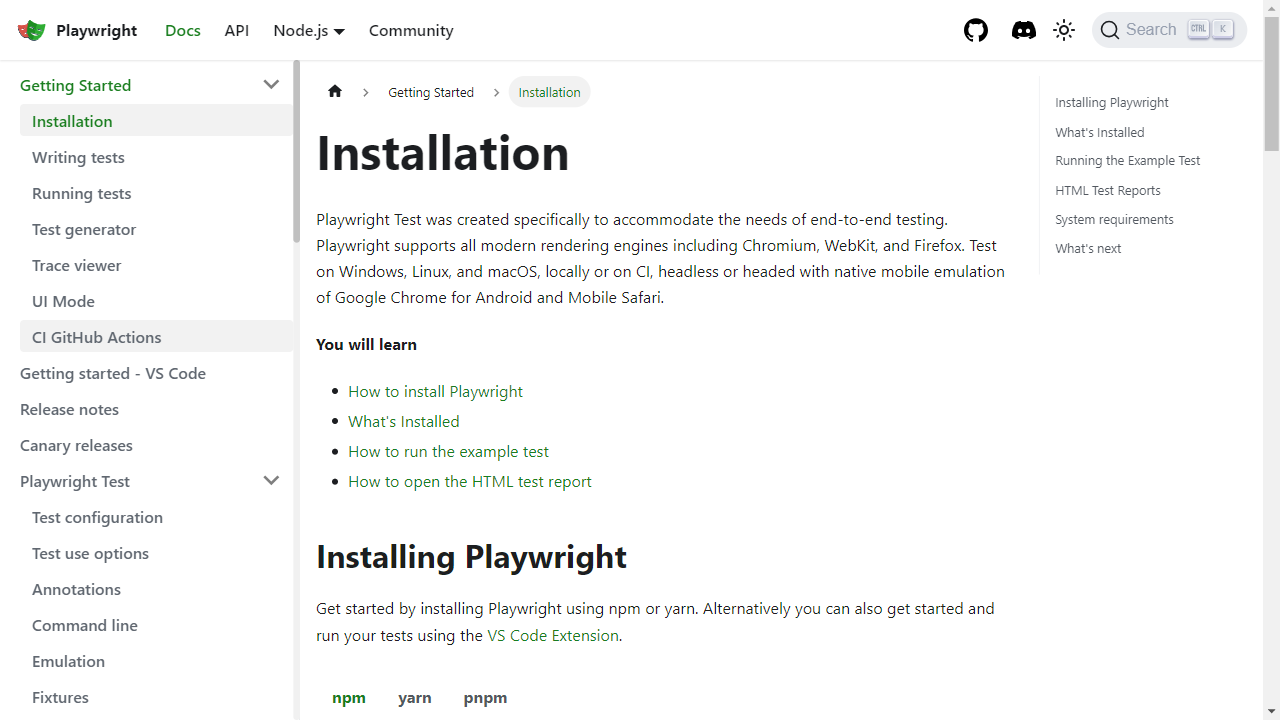 Playwright
Docs
API
Node.js
Community
Search
CTRL
K
Getting Started
Installation
Writing tests
Running tests
Test generator
Trace viewer
UI Mode
CI GitHub Actions
Getting started - VS Code
Release notes
Canary releases
Playwright Test
Test configuration
Test use options
Annotations
Command line
Emulation
Fixtures
Getting Started
Installation
Installation
Playwright Test was created specifically to accommodate the needs of end-to-end testing.
Playwright supports all modern rendering engines including Chromium, WebKit, and Firefox. Test
on Windows, Linux, and macOS, locally or on CI, headless or headed with native mobile emulation
of Google Chrome for Android and Mobile Safari.
You will learn
How to install Playwright
What's Installed
How to run the example test
How to open the HTML test report
Installing Playwright
Get started by installing Playwright using npm or yarn. Alternatively you can also get started and
run your tests using the VS Code Extension.
npm
yarn
pnpm
Installing Playwright
What's Installed
Running the Example Test
HTML Test Reports
System requirements
What's next